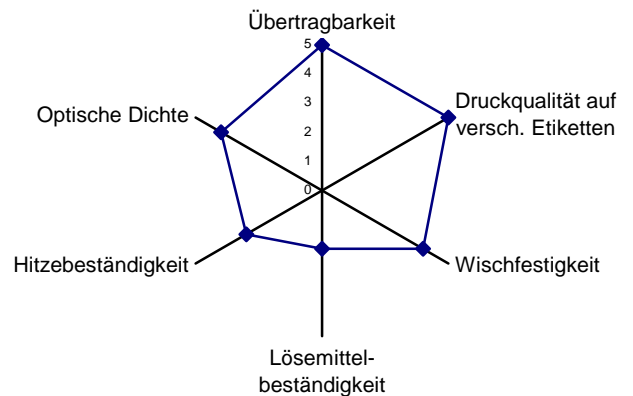 Übertragbarkeit
5
4
3
2
1
0
Druckqualität auf
versch. Etiketten
Optische Dichte
Hitzebeständigkeit
Wischfestigkeit
Lösemittel-
beständigkeit